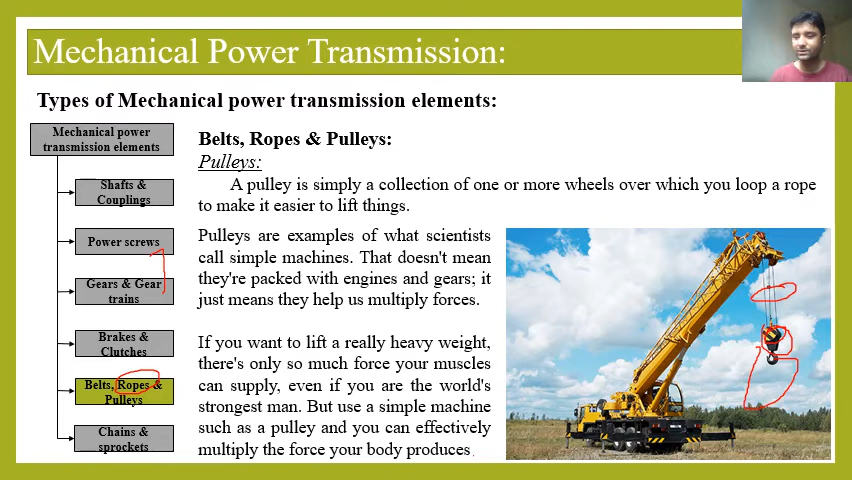 Mechanical Power Transmission:
Types of Mechanical power transmission elements:
Mechanical power
transmission elements
Shafts &
Couplings
Power screws
Gears & Gear
trains
Brakes &
Clutches
Belts, Ropes &
Pulleys
Chains &
sprockets
Belts, Ropes & Pulleys:
Pulleys:
A pulley is simply a collection of one or more wheels over which you loop a rope
to make it easier to lift things.
Pulleys are examples of what scientists
call simple machines. That doesn't mean
they're packed with engines and gears; it
just means they help us multiply forces.
If you want to lift a really heavy weight,
there's only so much force your muscles
can supply, even if you are the world's
strongest man. But use a simple machine
such as a pulley and you can effectively
multiply the force your body produces.